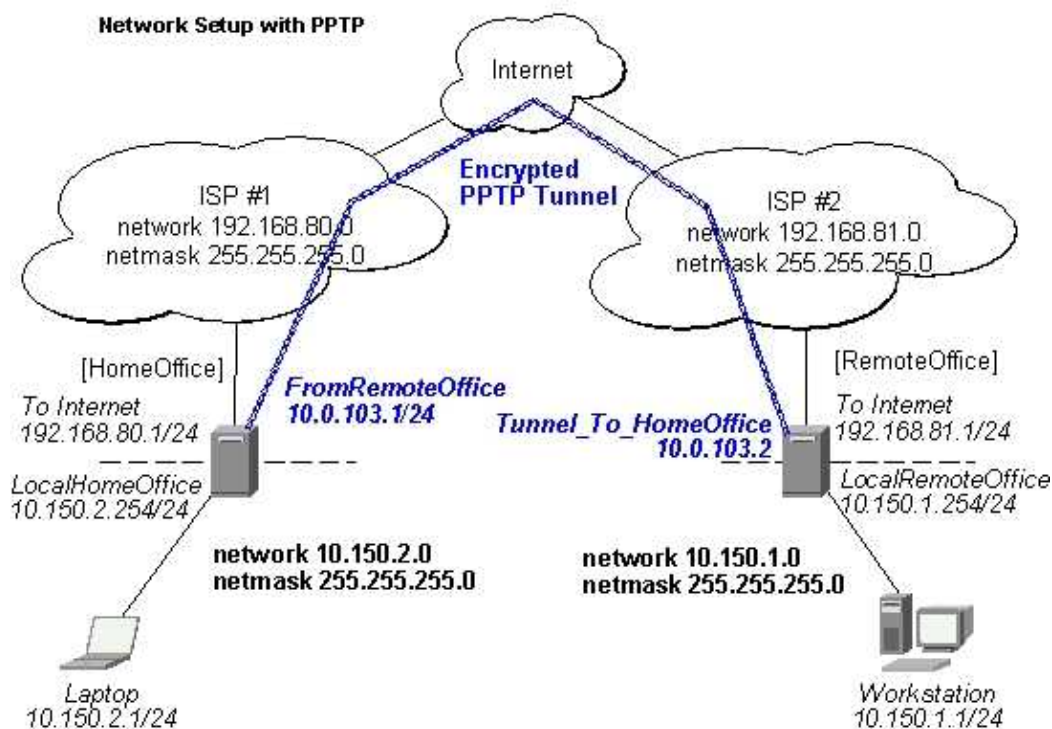 Network Setup with PPTP
Internet
Encrypted
PPTP Tunnel
ISP #1
network 192.168.80.0
netmask 255.255.255.0
ISP #2
network 192.168.81.0
netmask 255.255.255.0
[HomeOffice]
To Internet
192.168.80.1/24
FromRemoteOffice
10.0.103.1/24
Tunnel_To_HomeOffice
10.0.103.2
[RemoteOffice]
To Internet
192.168.81.1/24
LocalHomeOffice
10.150.2.254/24
LocalRemoteOffice
10.150.1.254/24
network 10.150.2.0
netmask 255.255.255.0
network 10.150.1.0
netmask 255.255.255.0
Laptop
10.150.2.1/24
Workstation
10.150.1.1/24